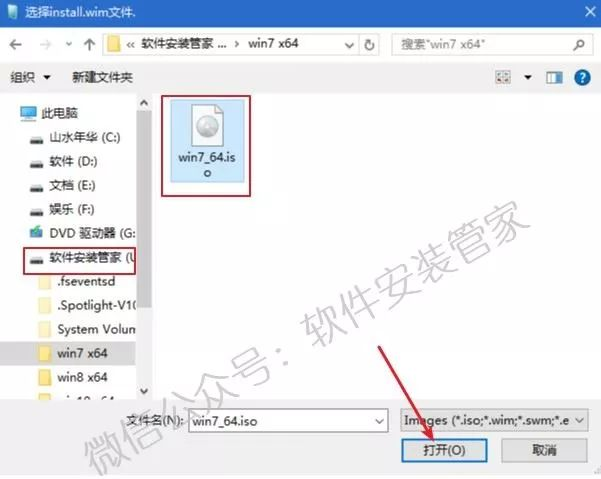 选择install.wim文件.
« 软件安装管家 ... › win7 x64
搜索"win7 x64"
组织 新建文件夹
此电脑
山水年华 (C:)
软件 (D:)
文档 (E:)
娱乐 (F:)
DVD 驱动器 (G:
软件安装管家 (U
.fseventsd
.Spotlight-V10
System Volum
win7 x64
win8 x64
win7_64.is
o
微信公众号：软件安装管家
文件名(N):
win7_64.iso
Images (*.iso;*.wim;*.swm;*.e
打开(O)
取消